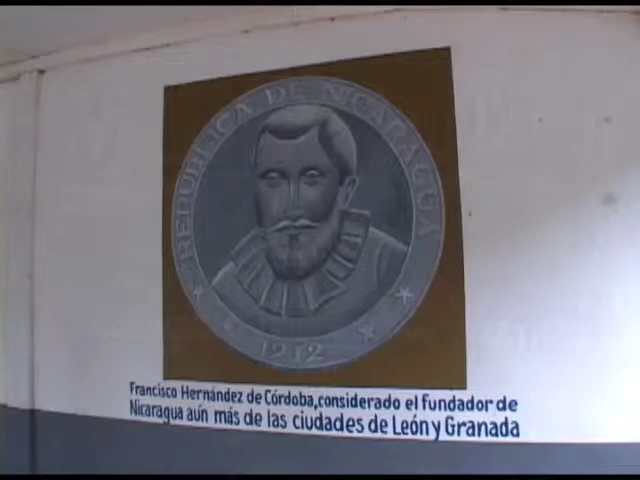 REPUBLICA DE NICARAGUA
1912
Francisco Hernández de Córdoba,considerado el fundador de
Nicaragua aún más de las ciudades de León y Granada